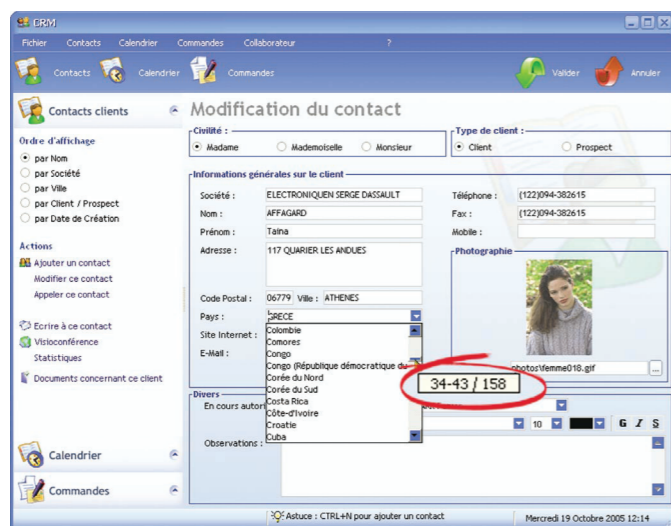 CRM
Fichier Contacts Calendrier Commandes Collaborateur ?
Contacts Calendrier Commandes Valider Annuler
Contacts clients
Ordre d'affichage
par Nom
par Société
par Ville
par Client / Prospect
par Date de Création
Actions
Ajouter un contact
Modifier ce contact
Appeler ce contact
Ecrire à ce contact
Visioconférence
Statistiques
Documents concernant ce client
Calendrier
Commandes
Modification du contact
Civilité :
Madame Mademoiselle Monsieur
Type de client :
Client Prospect
Informations générales sur le client
Société : ELECTRONIQUEN SERGE DASSAULT
Nom : AFFAGARD
Prénom : Taina
Adresse : 117 QUARIER LES ANDUES
Code Postal : 06779 Ville : ATHENES
Pays : GRECE
Site Internet :
E-Mail :
Téléphone : (122)094-382615
Fax : (122)094-382615
Mobile :
Photographie
photos\femme018.gif ...
Colombie
Comores
Congo
Congo (République démocratique du
Corée du Nord
Corée du Sud
Costa Rica
Côte-d'Ivoire
Croatie
Cuba
34-43 / 158
Divers
En cours autori
10 G I S
Observations :
Astuce : CTRL+N pour ajouter un contact
Mercredi 19 Octobre 2005 12:14